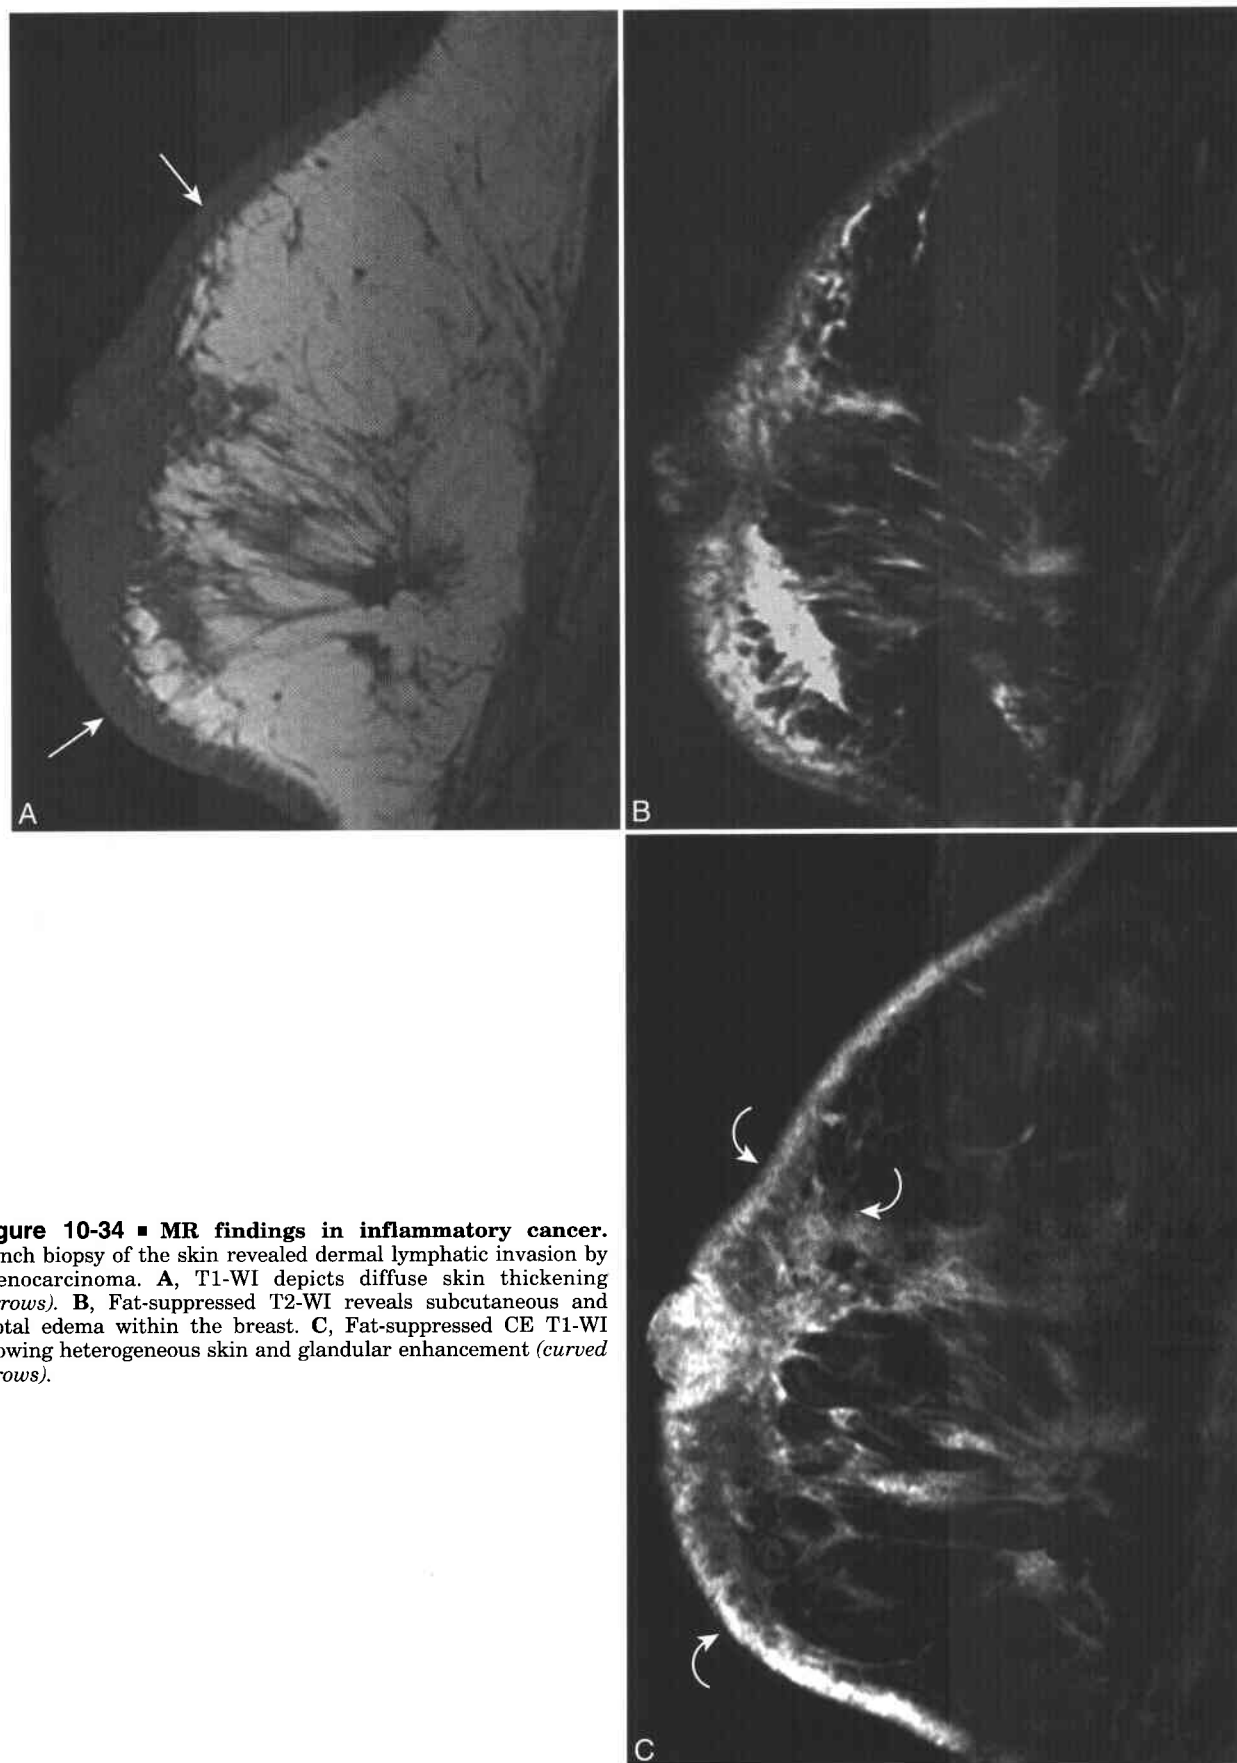 A
B
gure 10-34 ■ MR findings in inflammatory cancer.
nch biopsy of the skin revealed dermal lymphatic invasion by
enocarcinoma. A, T1-WI depicts diffuse skin thickening
rows). B, Fat-suppressed T2-WI reveals subcutaneous and
ptal edema within the breast. C, Fat-suppressed CE T1-WI
owing heterogeneous skin and glandular enhancement (curved
rows).
C